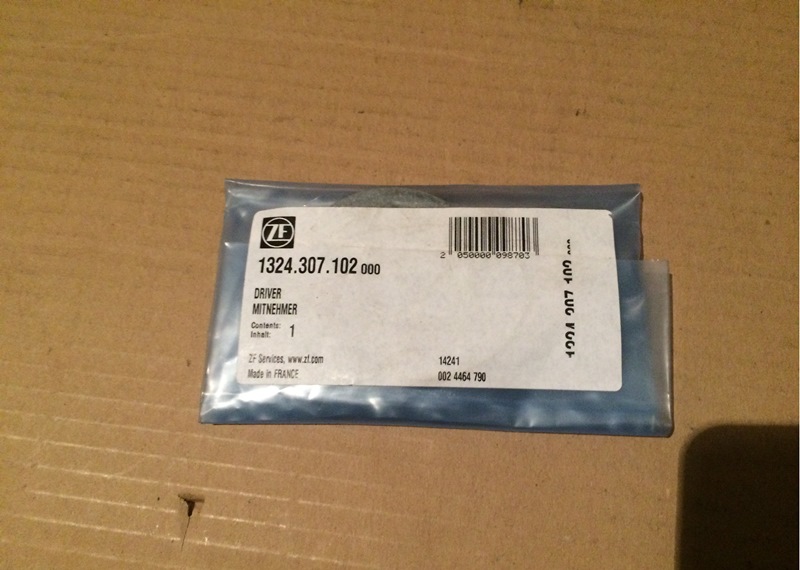 ZF
1324.307.102 000
DRIVER
MITNEHMER
Contents:
Inhalt: 1
ZF Services, www.zf.com
Made in FRANCE
2 050000 098703
14241
002 4464 790